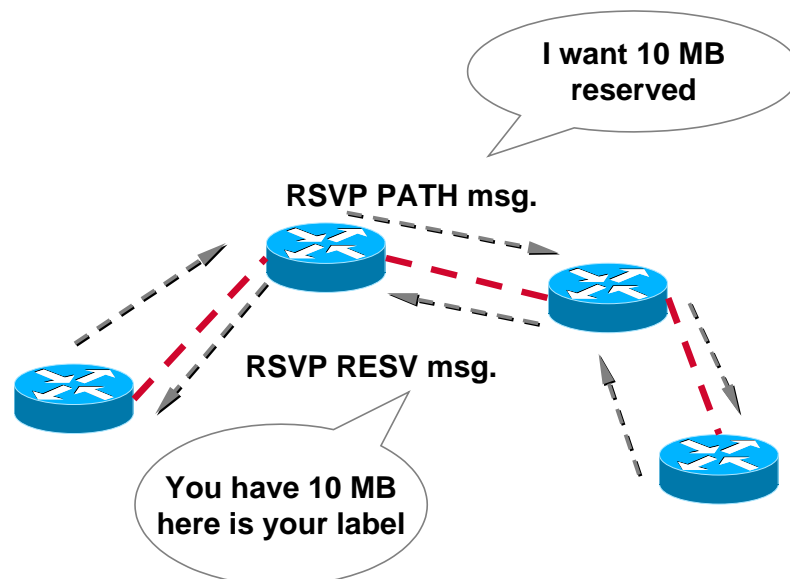 I want 10 MB
reserved
RSVP PATH msg.
RSVP RESV msg.
You have 10 MB
here is your label